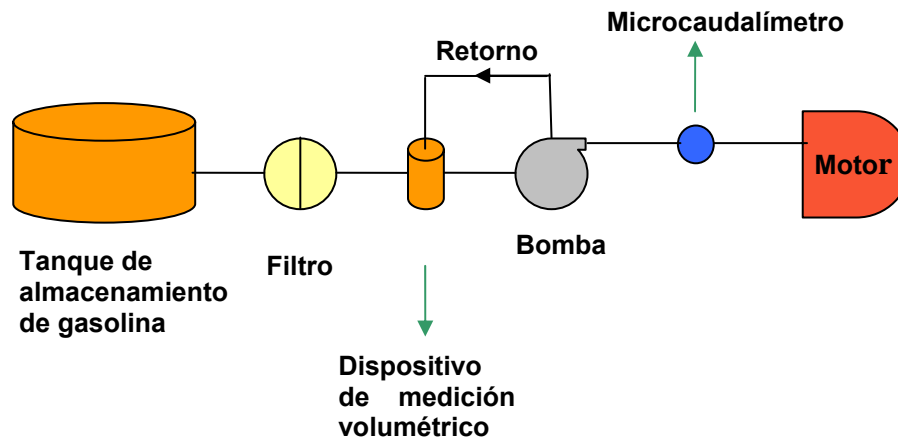 Microcaudalímetro
Retorno
Motor
Bomba
Filtro
Tanque de
almacenamiento
de gasolina
Dispositivo
de medición
volumétrico